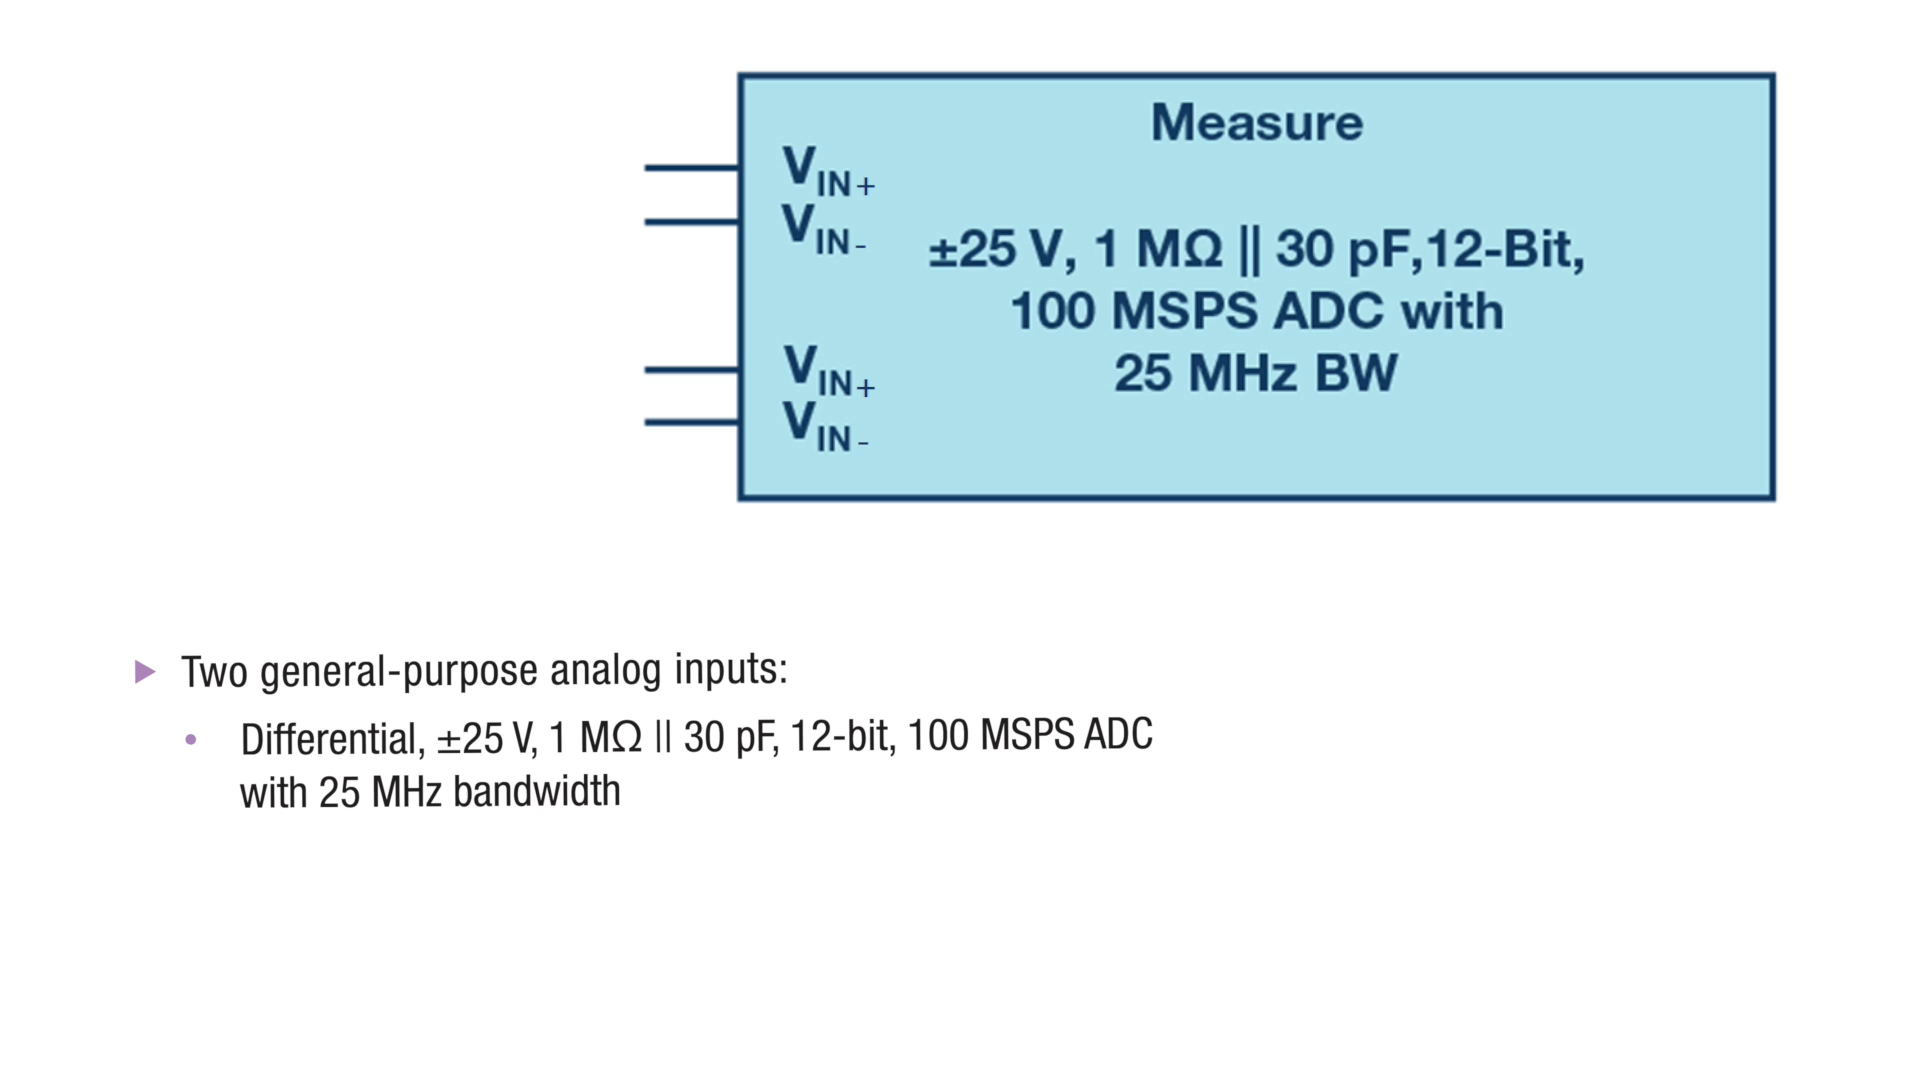 Measure
VIN+
VIN-
±25 V, 1 MΩ || 30 pF,12-Bit,
100 MSPS ADC with
25 MHz BW
VIN+
VIN-
▶ Two general-purpose analog inputs:
• Differential, ±25 V, 1 MΩ || 30 pF, 12-bit, 100 MSPS ADC
with 25 MHz bandwidth